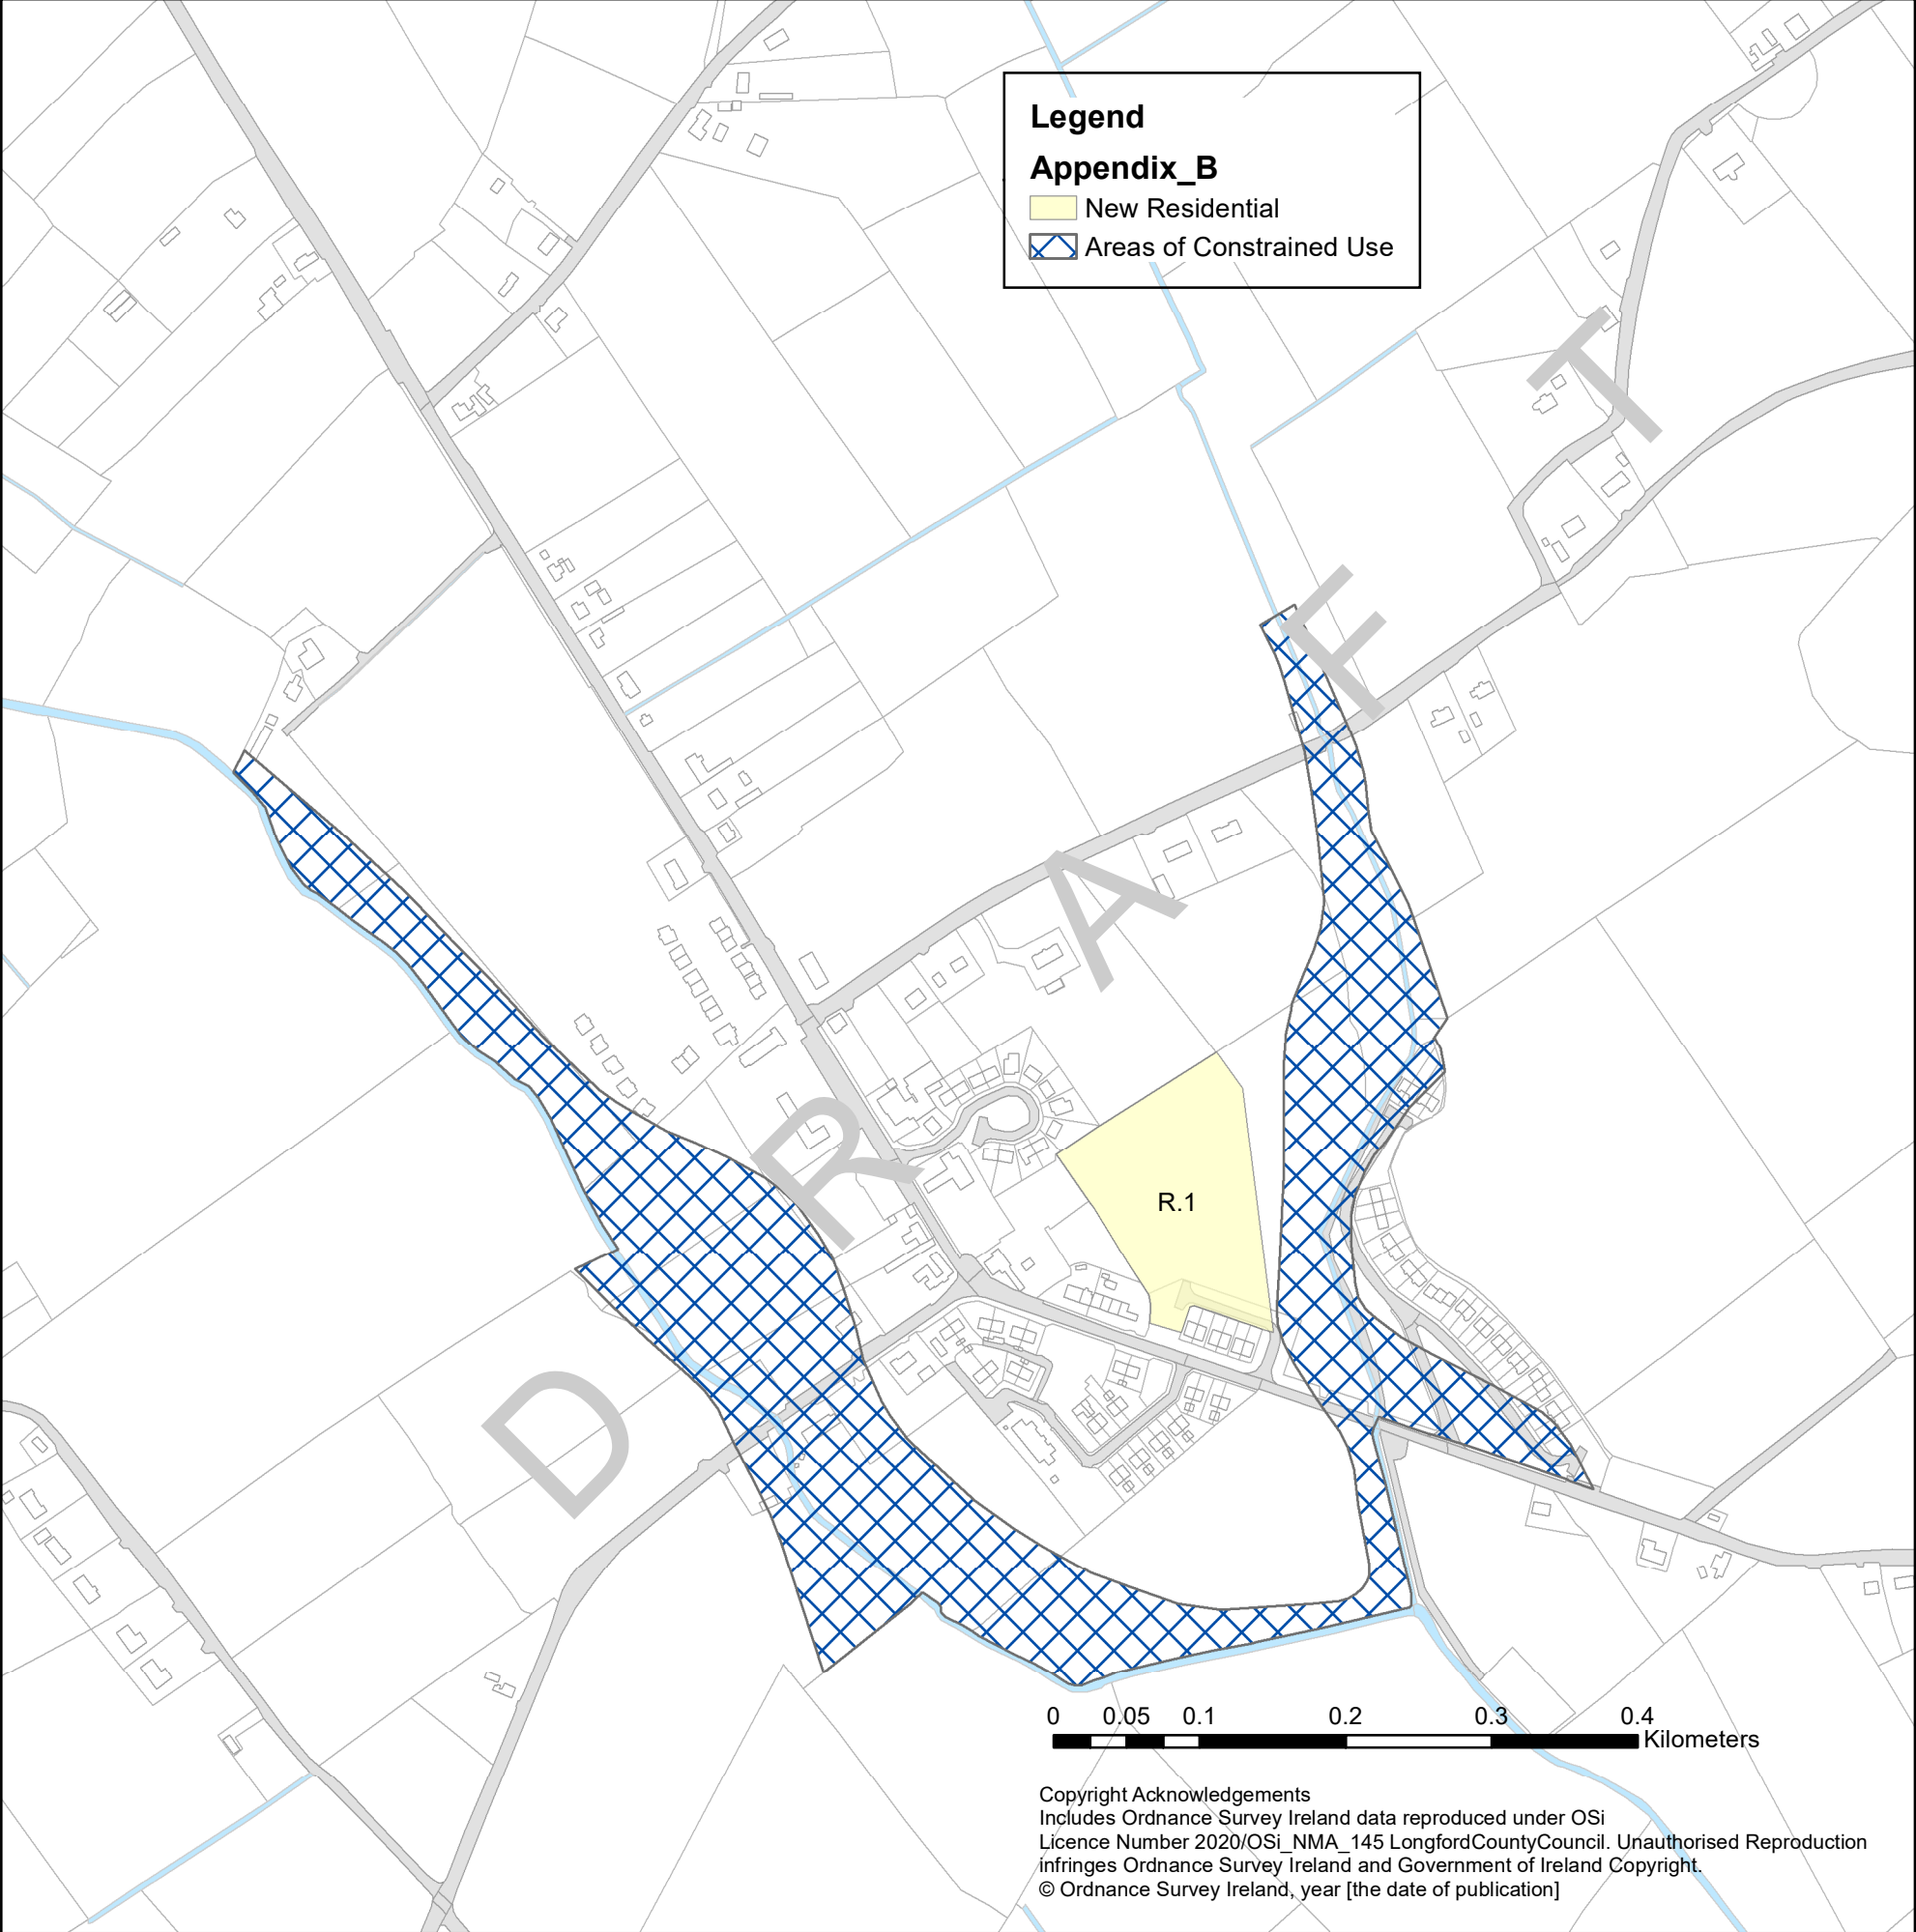 Legend
Appendix_B
New Residential
Areas of Constrained Use
D R A F T
R.1
0 0.05 0.1 0.2 0.3 0.4
Kilometers
Copyright Acknowledgements
Includes Ordnance Survey Ireland data reproduced under OSi
Licence Number 2020/OSi_NMA_145 LongfordCountyCouncil. Unauthorised Reproduction
infringes Ordnance Survey Ireland and Government of Ireland Copyright.
© Ordnance Survey Ireland, year [the date of publication]